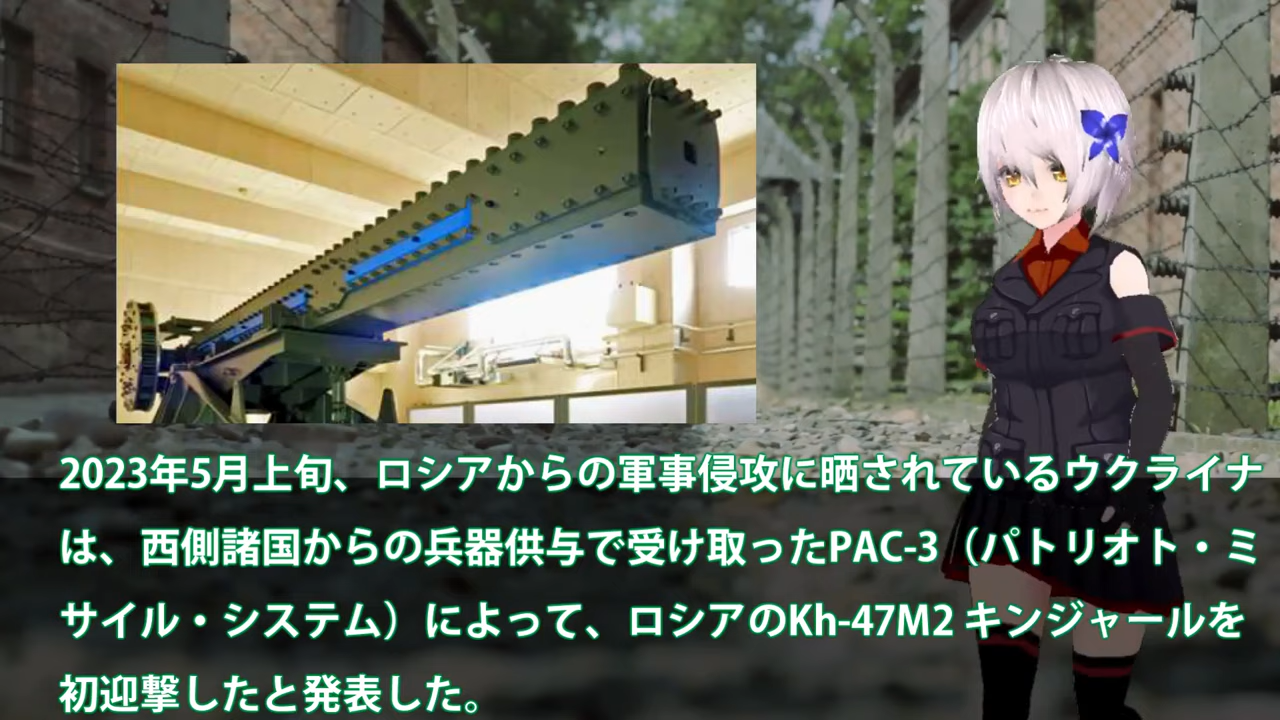 2023年5月上旬、ロシアからの軍事侵攻に晒されているウクライナ
は、西側諸国からの兵器供与で受け取ったPAC-3（パトリオト・ミ
サイル・システム）によって、ロシアのKh-47M2 キンジャールを
初迎撃したと発表した。